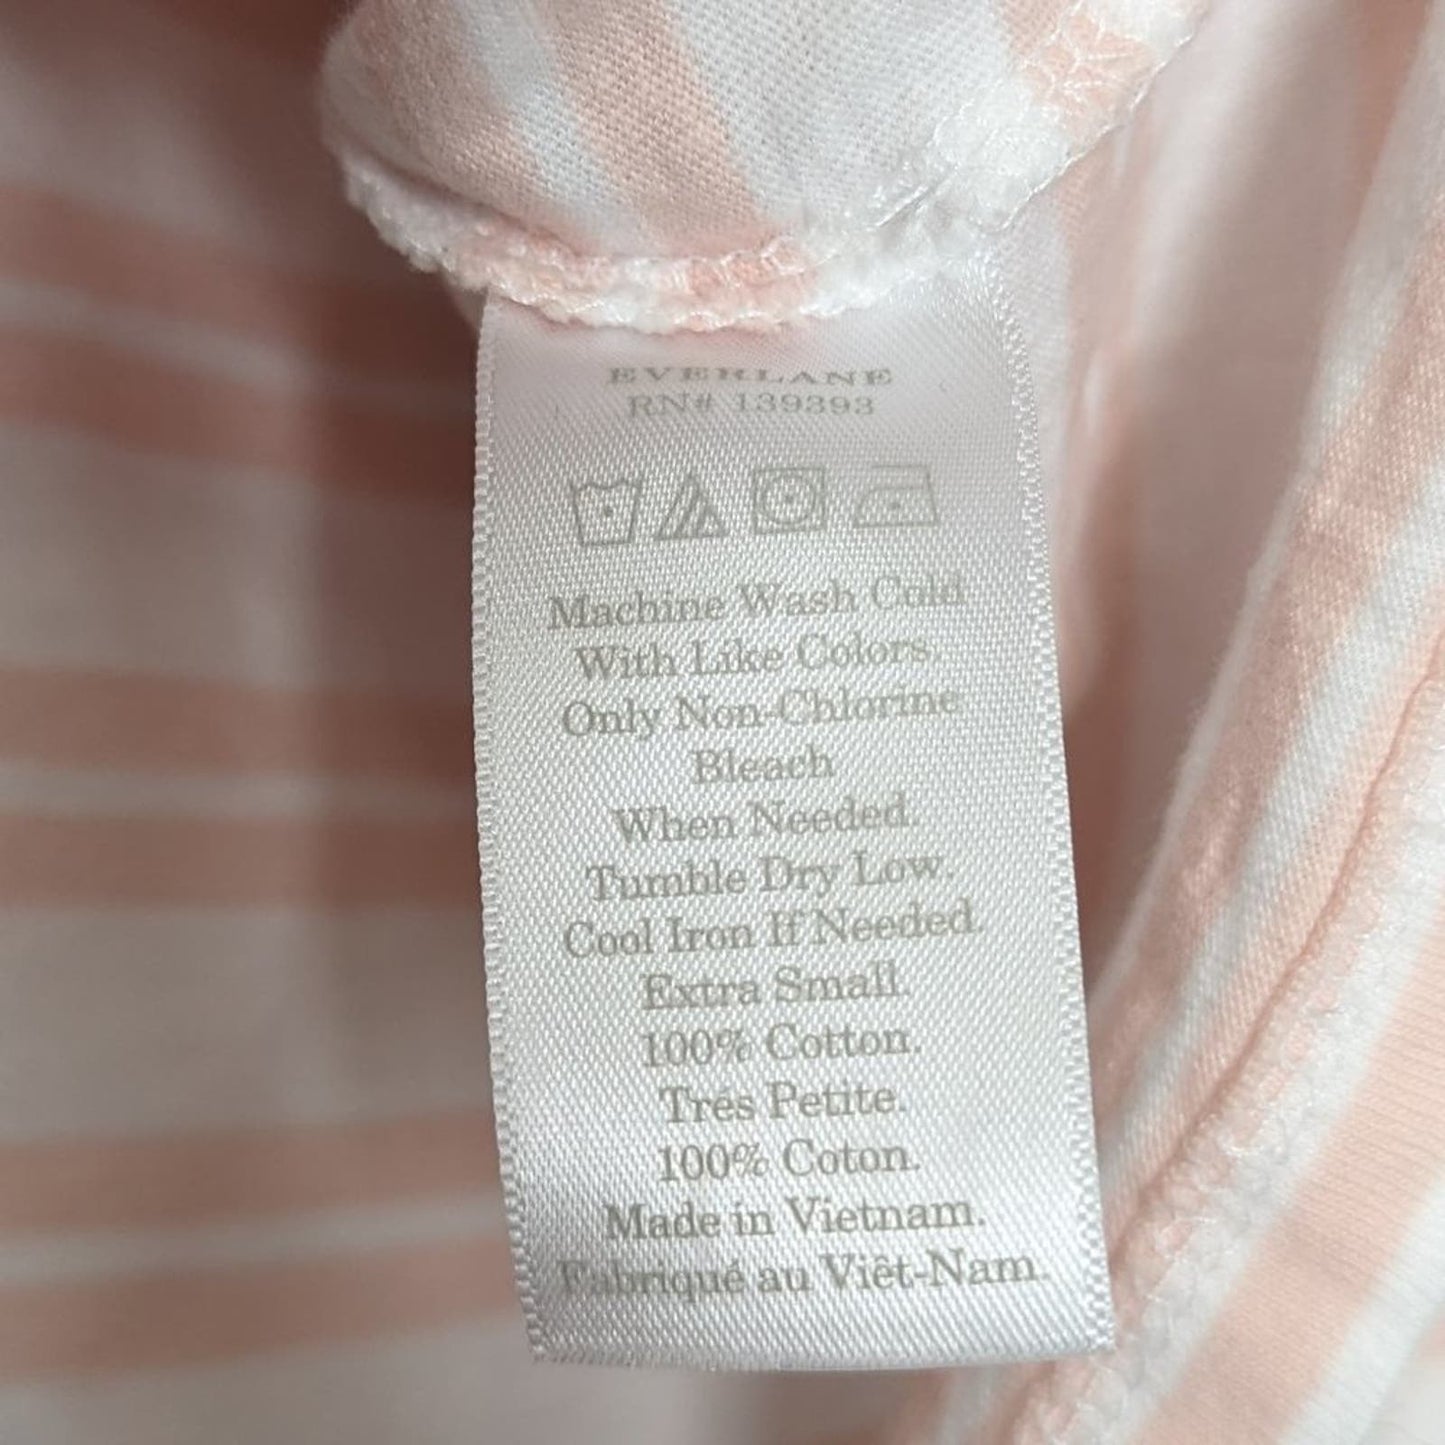 EVERLANE
RN# 139393
Machine Wash Cold
With Like Colors.
Only Non-Chlorine
Bleach
When Needed.
Tumble Dry Low.
Cool Iron If Needed.
Extra Small.
100% Cotton.
Trés Petite.
100% Coton.
Made in Vietnam.
Fabriqué au Viêt-Nam.